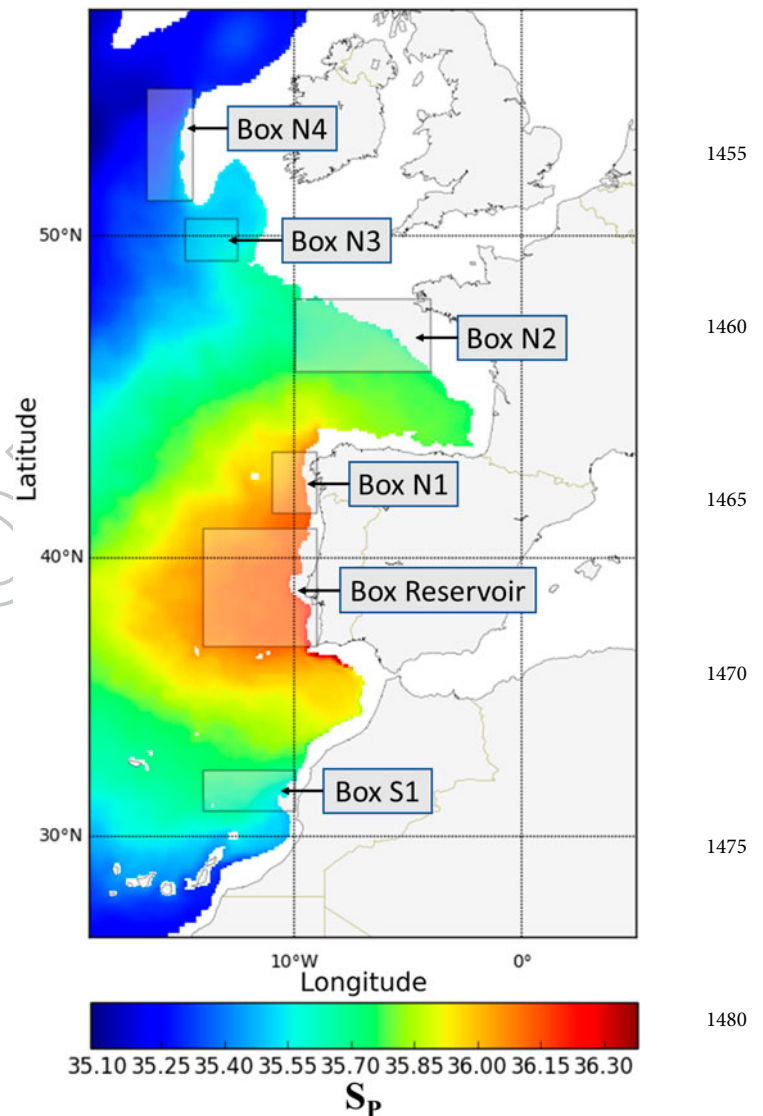 Box N4
1455
Box N3
50°N
1460
Box N2
Latitude
1465
Box N1
40°N
Box Reservoir
1470
Box S1
30°N
1475
10°W
0°
Longitude
1480
35.10 35.25 35.40 35.55 35.70 35.85 36.00 36.15 36.30
S_P